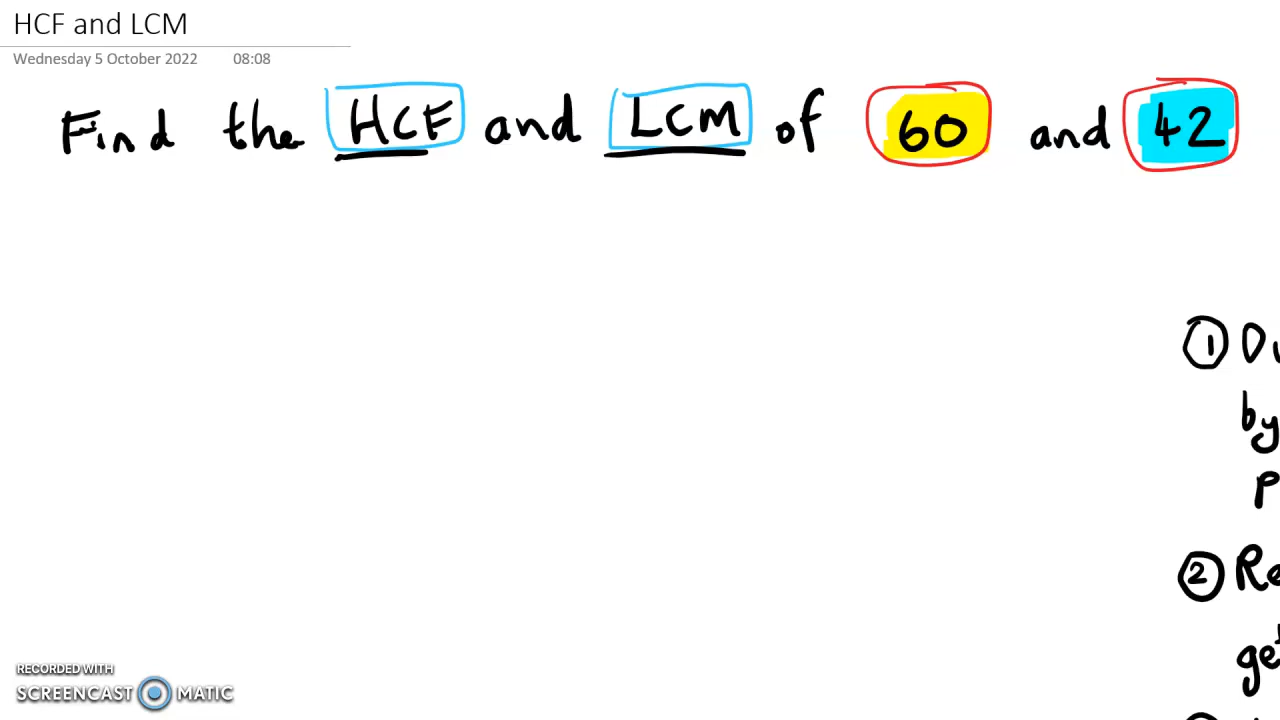 HCF and LCM
Wednesday 5 October 2022 08:08
Find the HCF and LCM of 60 and 42
①
by
②
RECORDED WITH
SCREENCAST MATIC